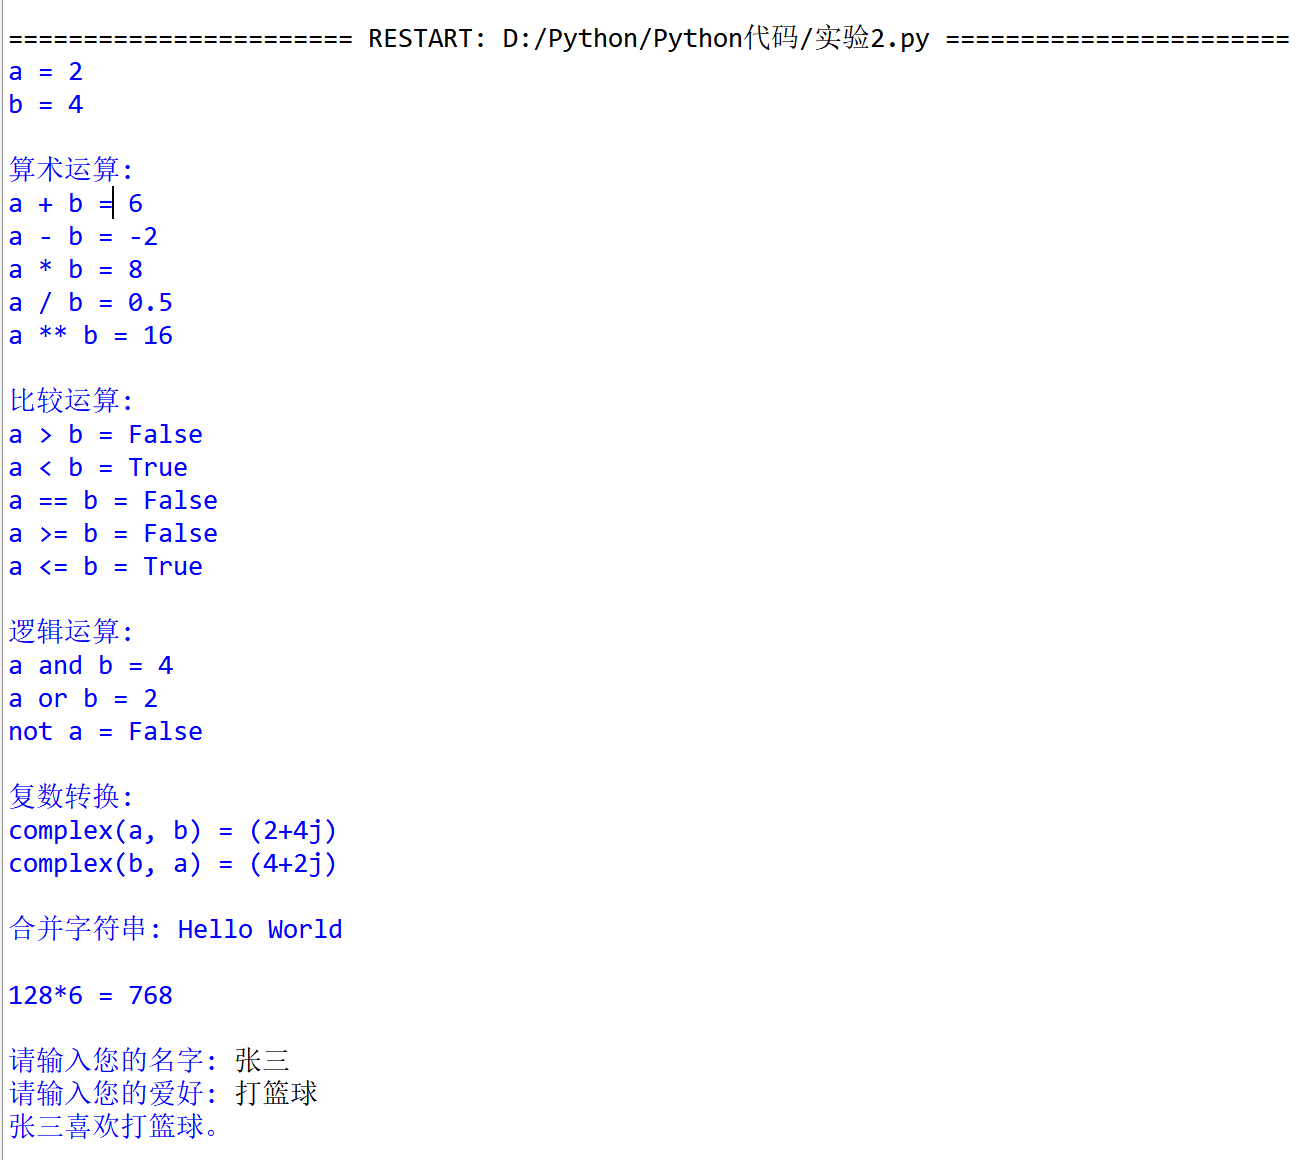 ======================= RESTART: D:/Python/Python代码/实验2.py =======================
a = 2
b = 4
算术运算:
a + b = 6
a - b = -2
a * b = 8
a / b = 0.5
a ** b = 16
比较运算:
a > b = False
a < b = True
a == b = False
a >= b = False
a <= b = True
逻辑运算:
a and b = 4
a or b = 2
not a = False
复数转换:
complex(a, b) = (2+4j)
complex(b, a) = (4+2j)
合并字符串: Hello World
128*6 = 768
请输入您的名字: 张三
请输入您的爱好: 打篮球
张三喜欢打篮球。